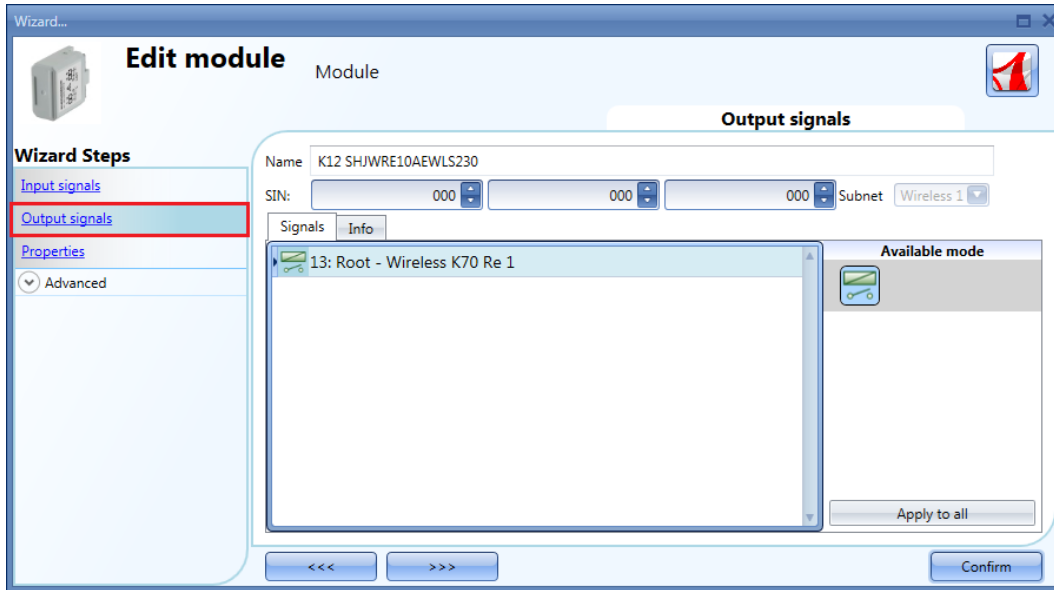 Wizard...
Edit module
Module
Output signals
Wizard Steps
Input signals
Output signals
Properties
Advanced
Name K12 SHJWRE10AEWLS230
SIN: 000 000 000 Subnet Wireless 1
Signals Info
13: Root - Wireless K70 Re 1
Available mode
Apply to all
<<< >>> Confirm